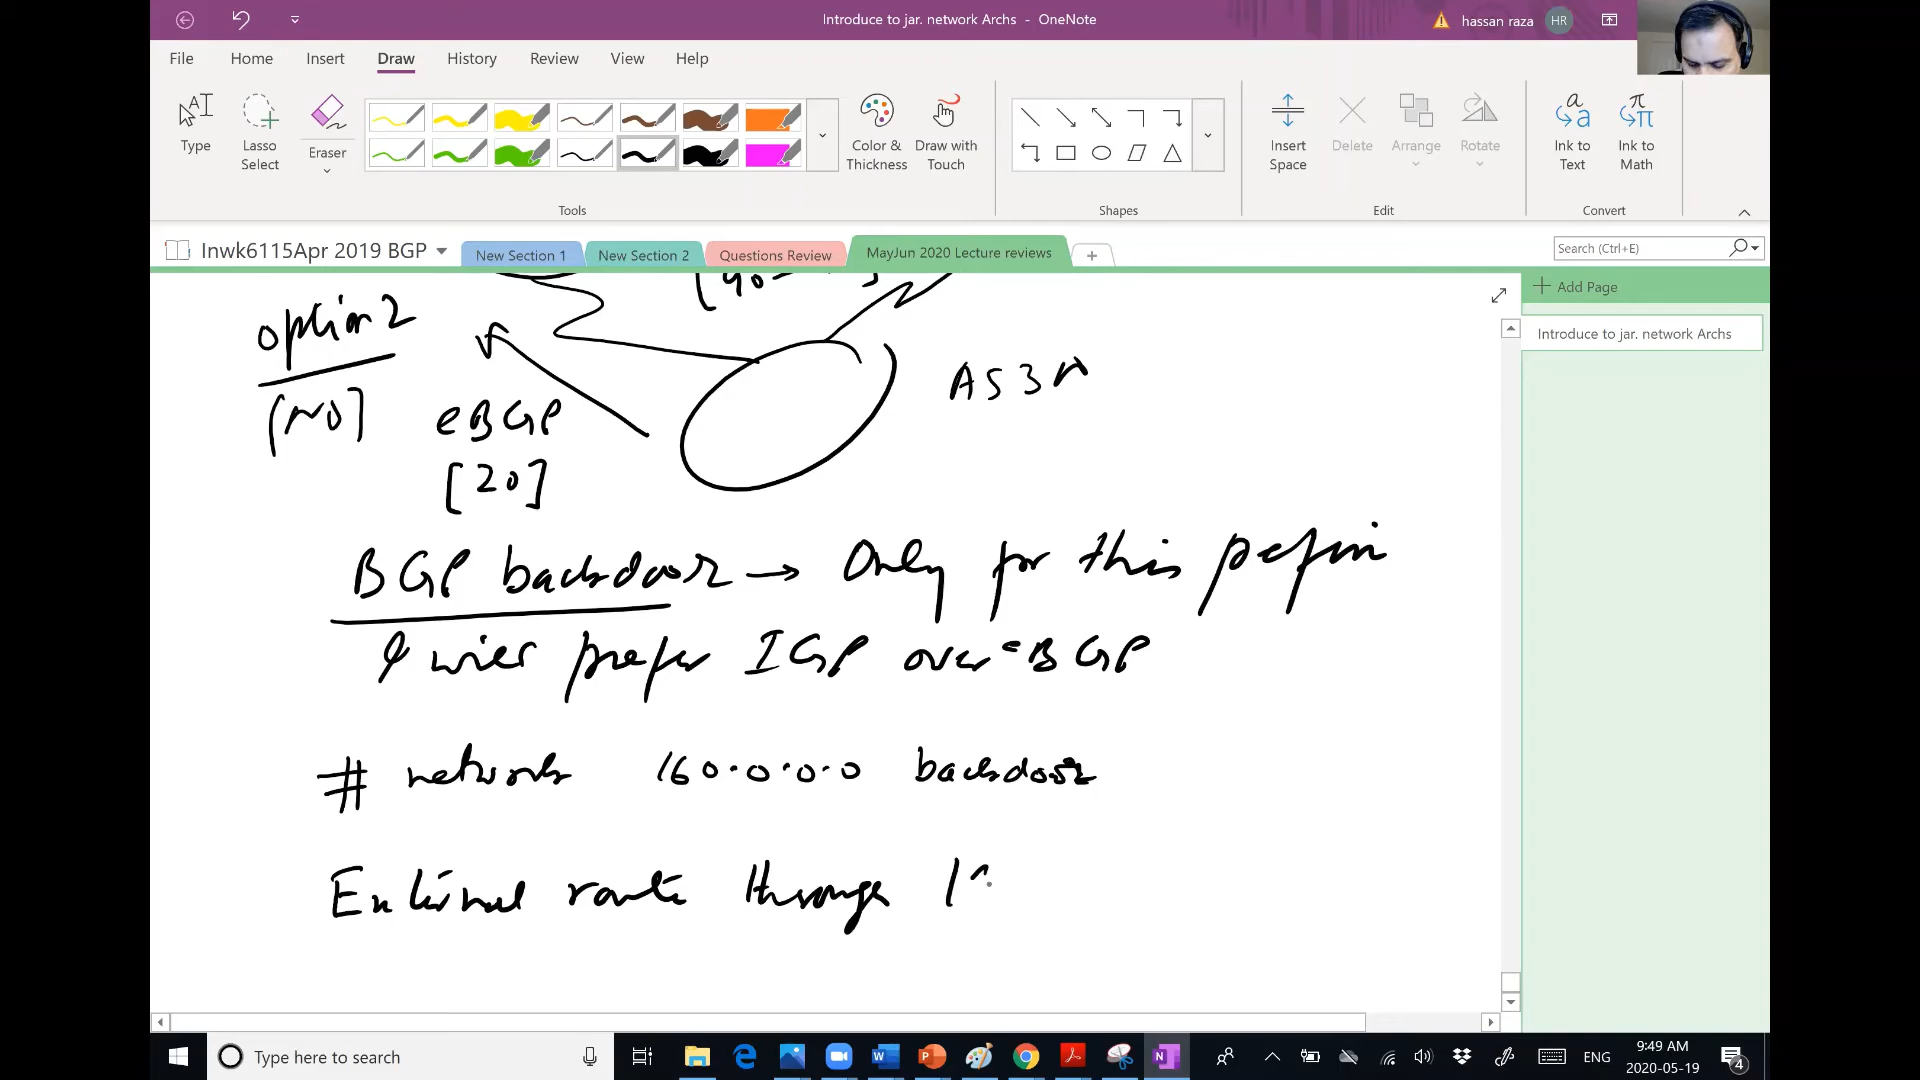 Introduce to jar. network Archs - OneNote
hassan raza
HR
File Home Insert Draw History Review View Help
Type
Lasso Select
Eraser
Color & Thickness
Draw with Touch
Insert Space
Delete
Arrange
Rotate
Ink to Text
Ink to Math
Tools
Shapes
Edit
Convert
Inwk6115Apr 2019 BGP
New Section 1
New Section 2
Questions Review
MayJun 2020 Lecture reviews
Search (Ctrl+E)
Add Page
Introduce to jar. network Archs
[90
option 2
[NO]
eBGP
[20]
AS3
BGP backdoor → Only for this
I will prefer IGP over eBGP
# network 160.0.0.0 backdoor
External route through
Type here to search
ENG
9:49 AM
2020-05-19
4